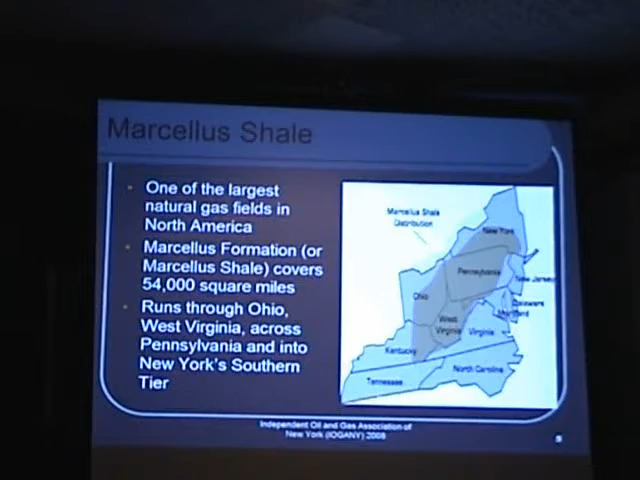 Marcellus Shale
One of the largest
natural gas fields in
North America
Marcellus Formation (or
Marcellus Shale) covers
54,000 square miles
Runs through Ohio,
West Virginia, across
Pennsylvania and into
New York's Southern
Tier
Marcellus Shale
Distribution
New York
Pennsylvania
New Jersey
Ohio
Delaware
Maryland
West
Virginia
Virginia
Kentucky
North Carolina
Tennessee
Independent Oil and Gas Association of
New York (IOGANY) 2008